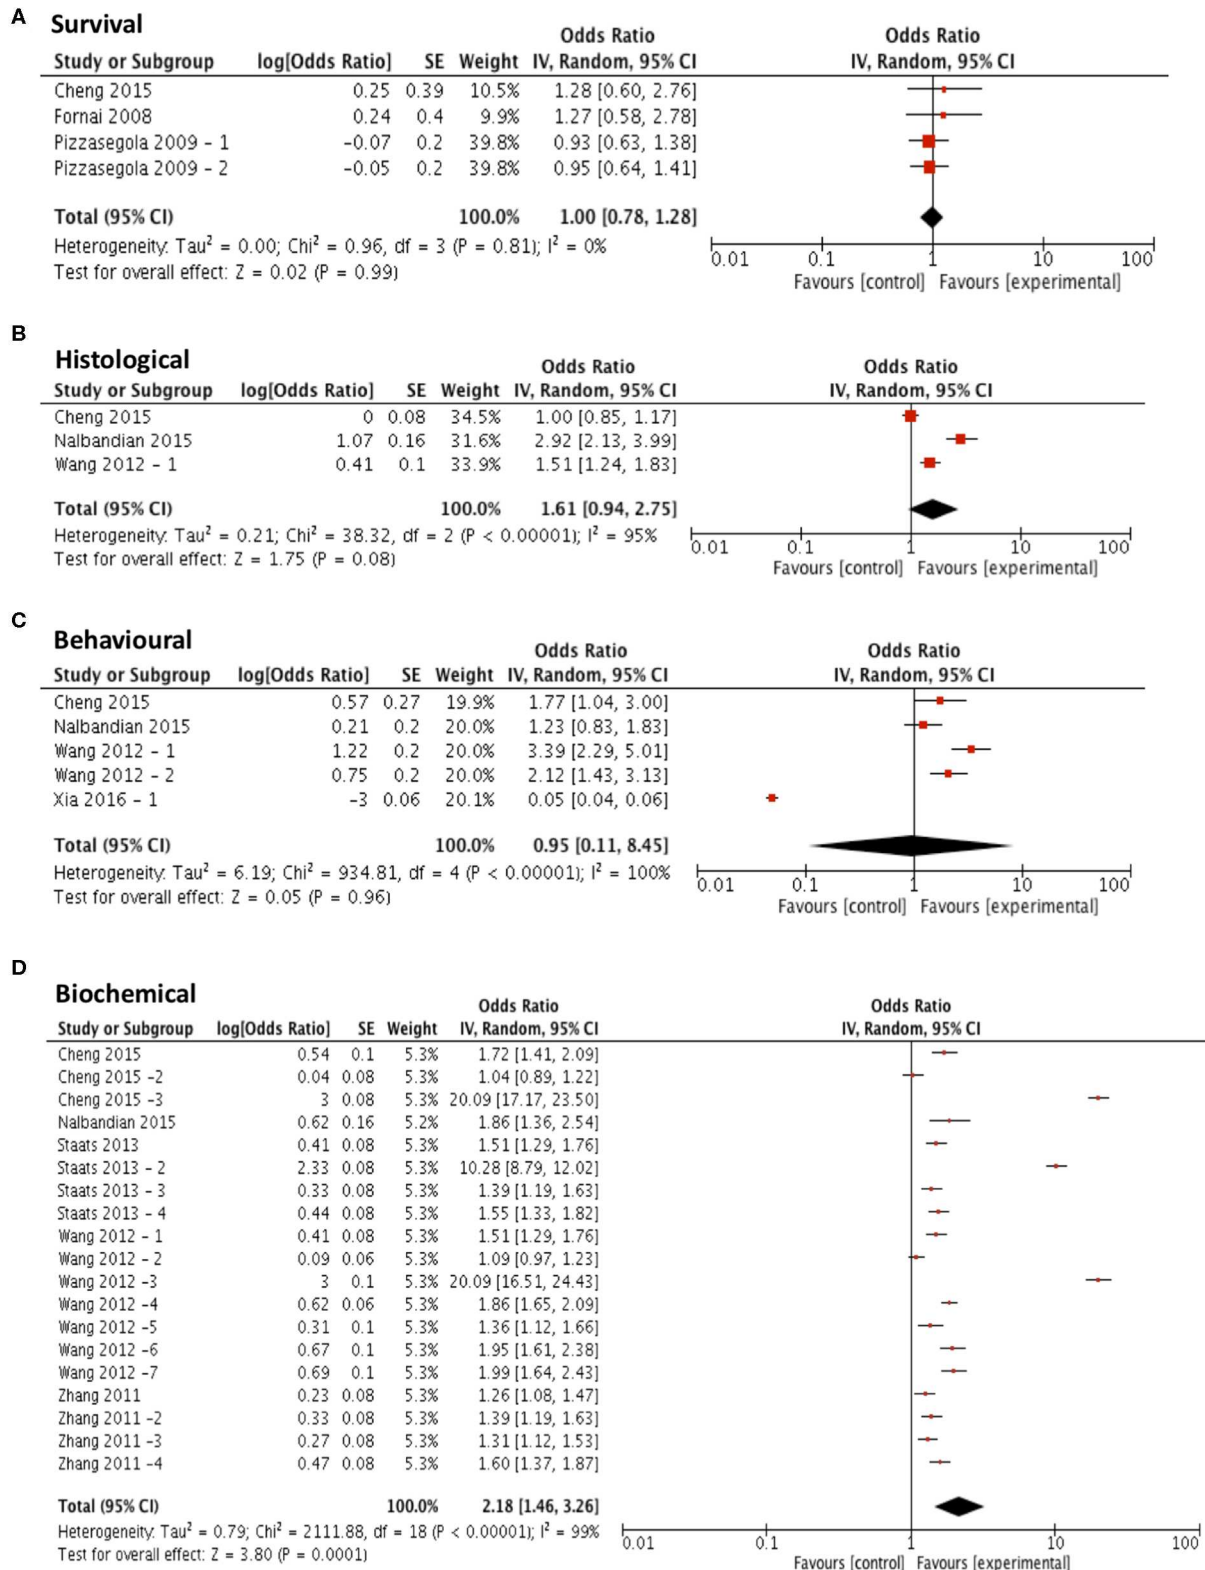 A
Survival
Odds Ratio Odds Ratio
Study or Subgroup log[Odds Ratio] SE Weight IV, Random, 95% CI IV, Random, 95% CI
Cheng 2015 0.25 0.39 10.5% 1.28 [0.60, 2.76]
Fornai 2008 0.24 0.4 9.9% 1.27 [0.58, 2.78]
Pizzasegola 2009 – 1 −0.07 0.2 39.8% 0.93 [0.63, 1.38]
Pizzasegola 2009 – 2 −0.05 0.2 39.8% 0.95 [0.64, 1.41]
Total (95% CI) 100.0% 1.00 [0.78, 1.28]
Heterogeneity: Tau² = 0.00; Chi² = 0.96, df = 3 (P = 0.81); I² = 0%
Test for overall effect: Z = 0.02 (P = 0.99)
0.01 0.1 1 10 100
Favours [control] Favours [experimental]
B
Histological
Odds Ratio Odds Ratio
Study or Subgroup log[Odds Ratio] SE Weight IV, Random, 95% CI IV, Random, 95% CI
Cheng 2015 0 0.08 34.5% 1.00 [0.85, 1.17]
Nalbandian 2015 1.07 0.16 31.6% 2.92 [2.13, 3.99]
Wang 2012 – 1 0.41 0.1 33.9% 1.51 [1.24, 1.83]
Total (95% CI) 100.0% 1.61 [0.94, 2.75]
Heterogeneity: Tau² = 0.21; Chi² = 38.32, df = 2 (P < 0.00001); I² = 95%
Test for overall effect: Z = 1.75 (P = 0.08)
0.01 0.1 1 10 100
Favours [control] Favours [experimental]
C
Behavioural
Odds Ratio Odds Ratio
Study or Subgroup log[Odds Ratio] SE Weight IV, Random, 95% CI IV, Random, 95% CI
Cheng 2015 0.57 0.27 19.9% 1.77 [1.04, 3.00]
Nalbandian 2015 0.21 0.2 20.0% 1.23 [0.83, 1.83]
Wang 2012 – 1 1.22 0.2 20.0% 3.39 [2.29, 5.01]
Wang 2012 – 2 0.75 0.2 20.0% 2.12 [1.43, 3.13]
Xia 2016 – 1 −3 0.06 20.1% 0.05 [0.04, 0.06]
Total (95% CI) 100.0% 0.95 [0.11, 8.45]
Heterogeneity: Tau² = 6.19; Chi² = 934.81, df = 4 (P < 0.00001); I² = 100%
Test for overall effect: Z = 0.05 (P = 0.96)
0.01 0.1 1 10 100
Favours [control] Favours [experimental]
D
Biochemical
Odds Ratio Odds Ratio
Study or Subgroup log[Odds Ratio] SE Weight IV, Random, 95% CI IV, Random, 95% CI
Cheng 2015 0.54 0.1 5.3% 1.72 [1.41, 2.09]
Cheng 2015 –2 0.04 0.08 5.3% 1.04 [0.89, 1.22]
Cheng 2015 –3 3 0.08 5.3% 20.09 [17.17, 23.50]
Nalbandian 2015 0.62 0.16 5.2% 1.86 [1.36, 2.54]
Staats 2013 0.41 0.08 5.3% 1.51 [1.29, 1.76]
Staats 2013 – 2 2.33 0.08 5.3% 10.28 [8.79, 12.02]
Staats 2013 – 3 0.33 0.08 5.3% 1.39 [1.19, 1.63]
Staats 2013 – 4 0.44 0.08 5.3% 1.55 [1.33, 1.82]
Wang 2012 – 1 0.41 0.08 5.3% 1.51 [1.29, 1.76]
Wang 2012 – 2 0.09 0.06 5.3% 1.09 [0.97, 1.23]
Wang 2012 –3 3 0.1 5.3% 20.09 [16.51, 24.43]
Wang 2012 –4 0.62 0.06 5.3% 1.86 [1.65, 2.09]
Wang 2012 –5 0.31 0.1 5.3% 1.36 [1.12, 1.66]
Wang 2012 –6 0.67 0.1 5.3% 1.95 [1.61, 2.38]
Wang 2012 –7 0.69 0.1 5.3% 1.99 [1.64, 2.43]
Zhang 2011 0.23 0.08 5.3% 1.26 [1.08, 1.47]
Zhang 2011 –2 0.33 0.08 5.3% 1.39 [1.19, 1.63]
Zhang 2011 –3 0.27 0.08 5.3% 1.31 [1.12, 1.53]
Zhang 2011 –4 0.47 0.08 5.3% 1.60 [1.37, 1.87]
Total (95% CI) 100.0% 2.18 [1.46, 3.26]
Heterogeneity: Tau² = 0.79; Chi² = 2111.88, df = 18 (P < 0.00001); I² = 99%
Test for overall effect: Z = 3.80 (P = 0.0001)
0.01 0.1 1 10 100
Favours [control] Favours [experimental]